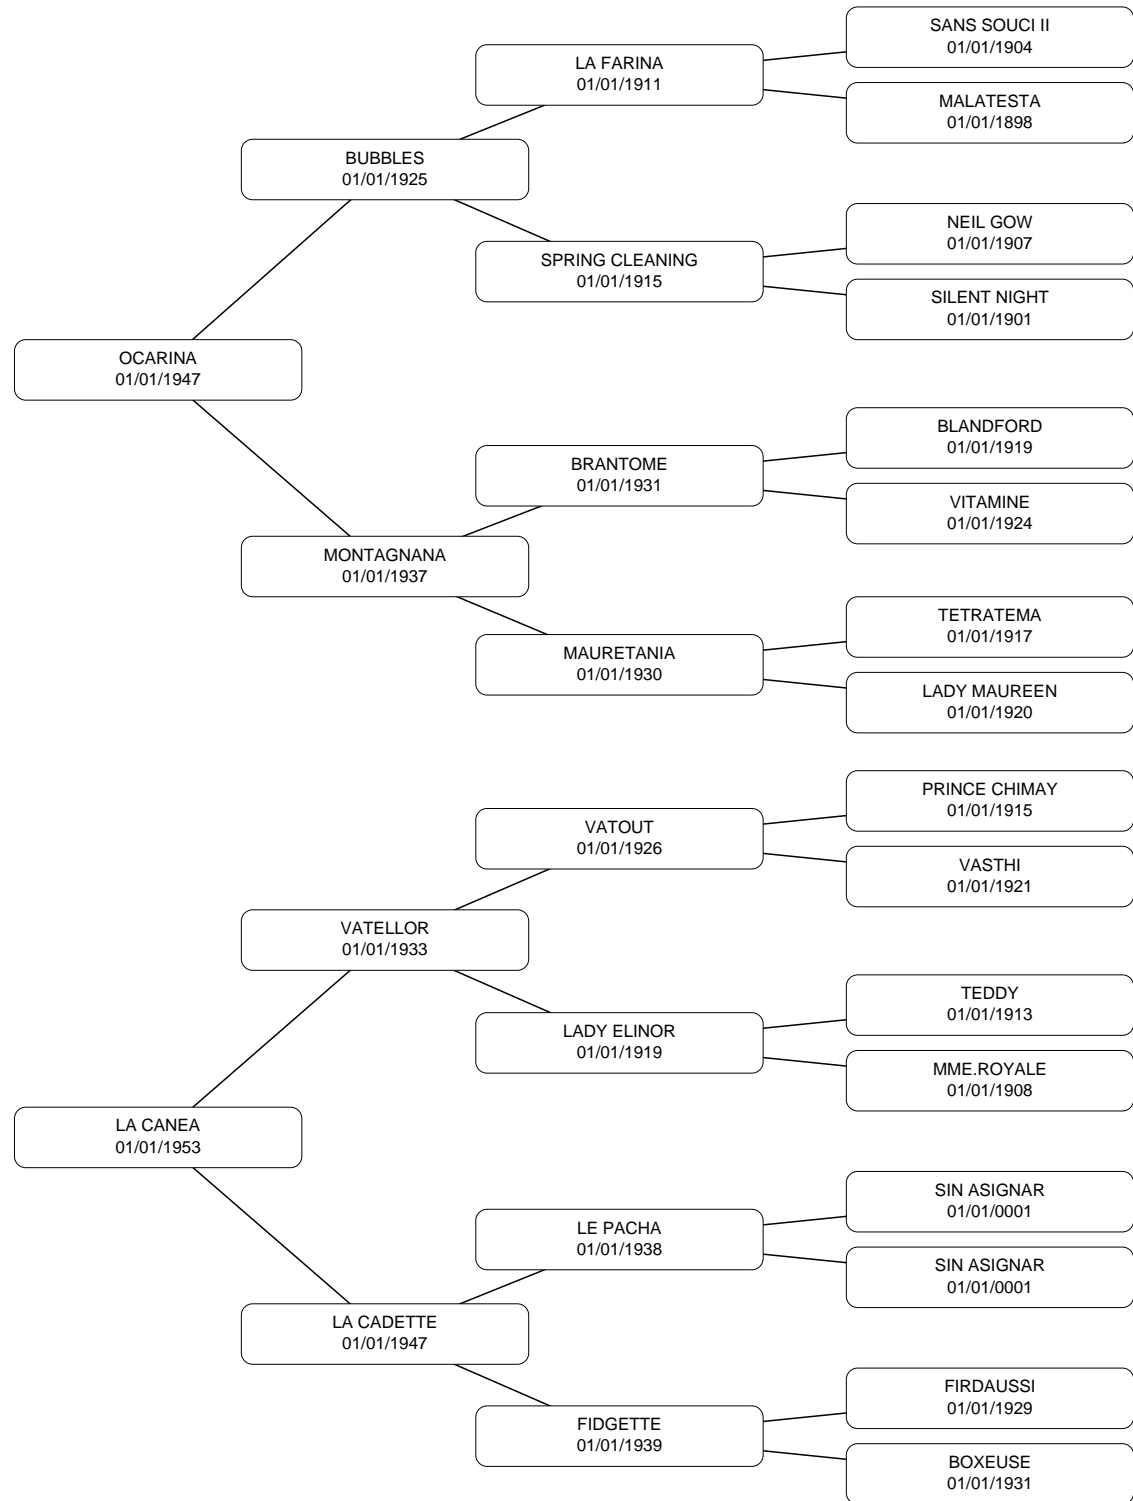 SANS SOUCI II
01/01/1904
LA FARINA
01/01/1911
MALATESTA
01/01/1898
BUBBLES
01/01/1925
NEIL GOW
01/01/1907
SPRING CLEANING
01/01/1915
SILENT NIGHT
01/01/1901
OCARINA
01/01/1947
BLANDFORD
01/01/1919
BRANTOME
01/01/1931
VITAMINE
01/01/1924
MONTAGNANA
01/01/1937
TETRATEMA
01/01/1917
MAURETANIA
01/01/1930
LADY MAUREEN
01/01/1920
PRINCE CHIMAY
01/01/1915
VATOUT
01/01/1926
VASTHI
01/01/1921
VATELLOR
01/01/1933
TEDDY
01/01/1913
LADY ELINOR
01/01/1919
MME.ROYALE
01/01/1908
LA CANEA
01/01/1953
SIN ASIGNAR
01/01/0001
LE PACHA
01/01/1938
SIN ASIGNAR
01/01/0001
LA CADETTE
01/01/1947
FIRDAUSSI
01/01/1929
FIDGETTE
01/01/1939
BOXEUSE
01/01/1931